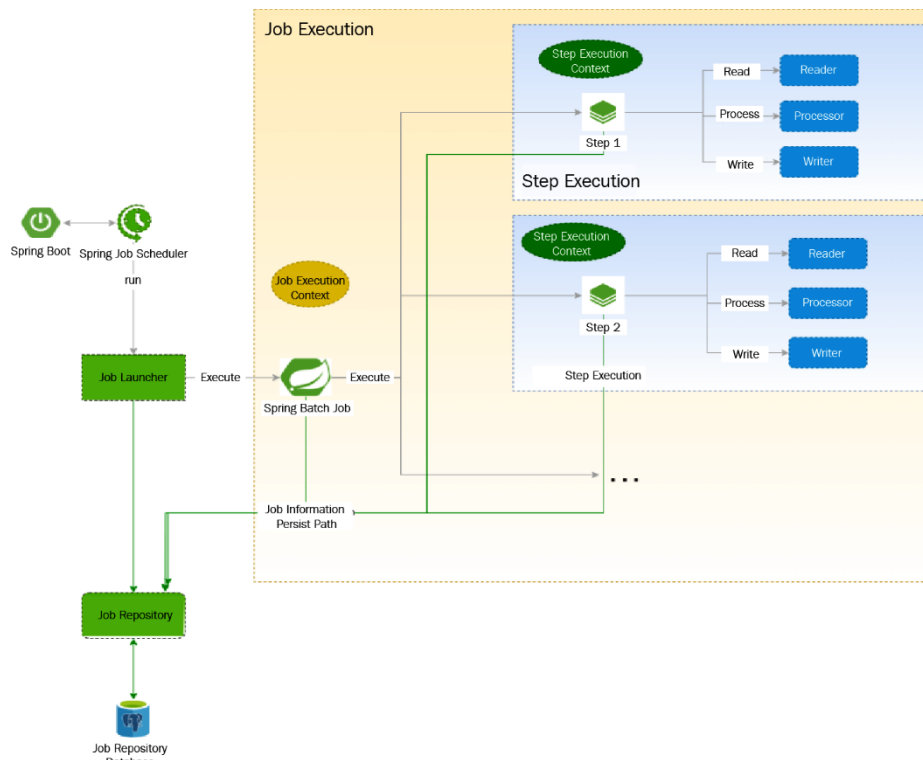 Job Execution
Step Execution
Context
Read
Reader
Process
Processor
Step 1
Write
Writer
Step Execution
Spring Boot
Spring Job Scheduler
run
Step Execution
Context
Read
Reader
Job Execution
Context
Process
Processor
Step 2
Write
Writer
Job Launcher
Execute
Execute
Step Execution
Spring Batch Job
...
Job Information
Persist Path
Job Repository
Job Repository
Database